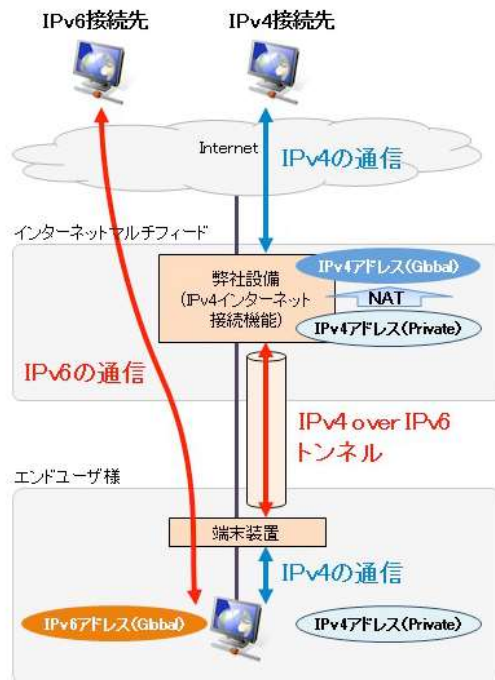 IPv6接続先
IPv4接続先
Internet
IPv4の通信
インターネットマルチフィード
弊社設備
(IPv4インターネット
接続機能)
IPv4アドレス(Global)
NAT
IPv4アドレス(Private)
IPv6の通信
IPv4 over IPv6
トンネル
エンドユーザ様
端末装置
IPv4の通信
IPv6アドレス(Global)
IPv4アドレス(Private)